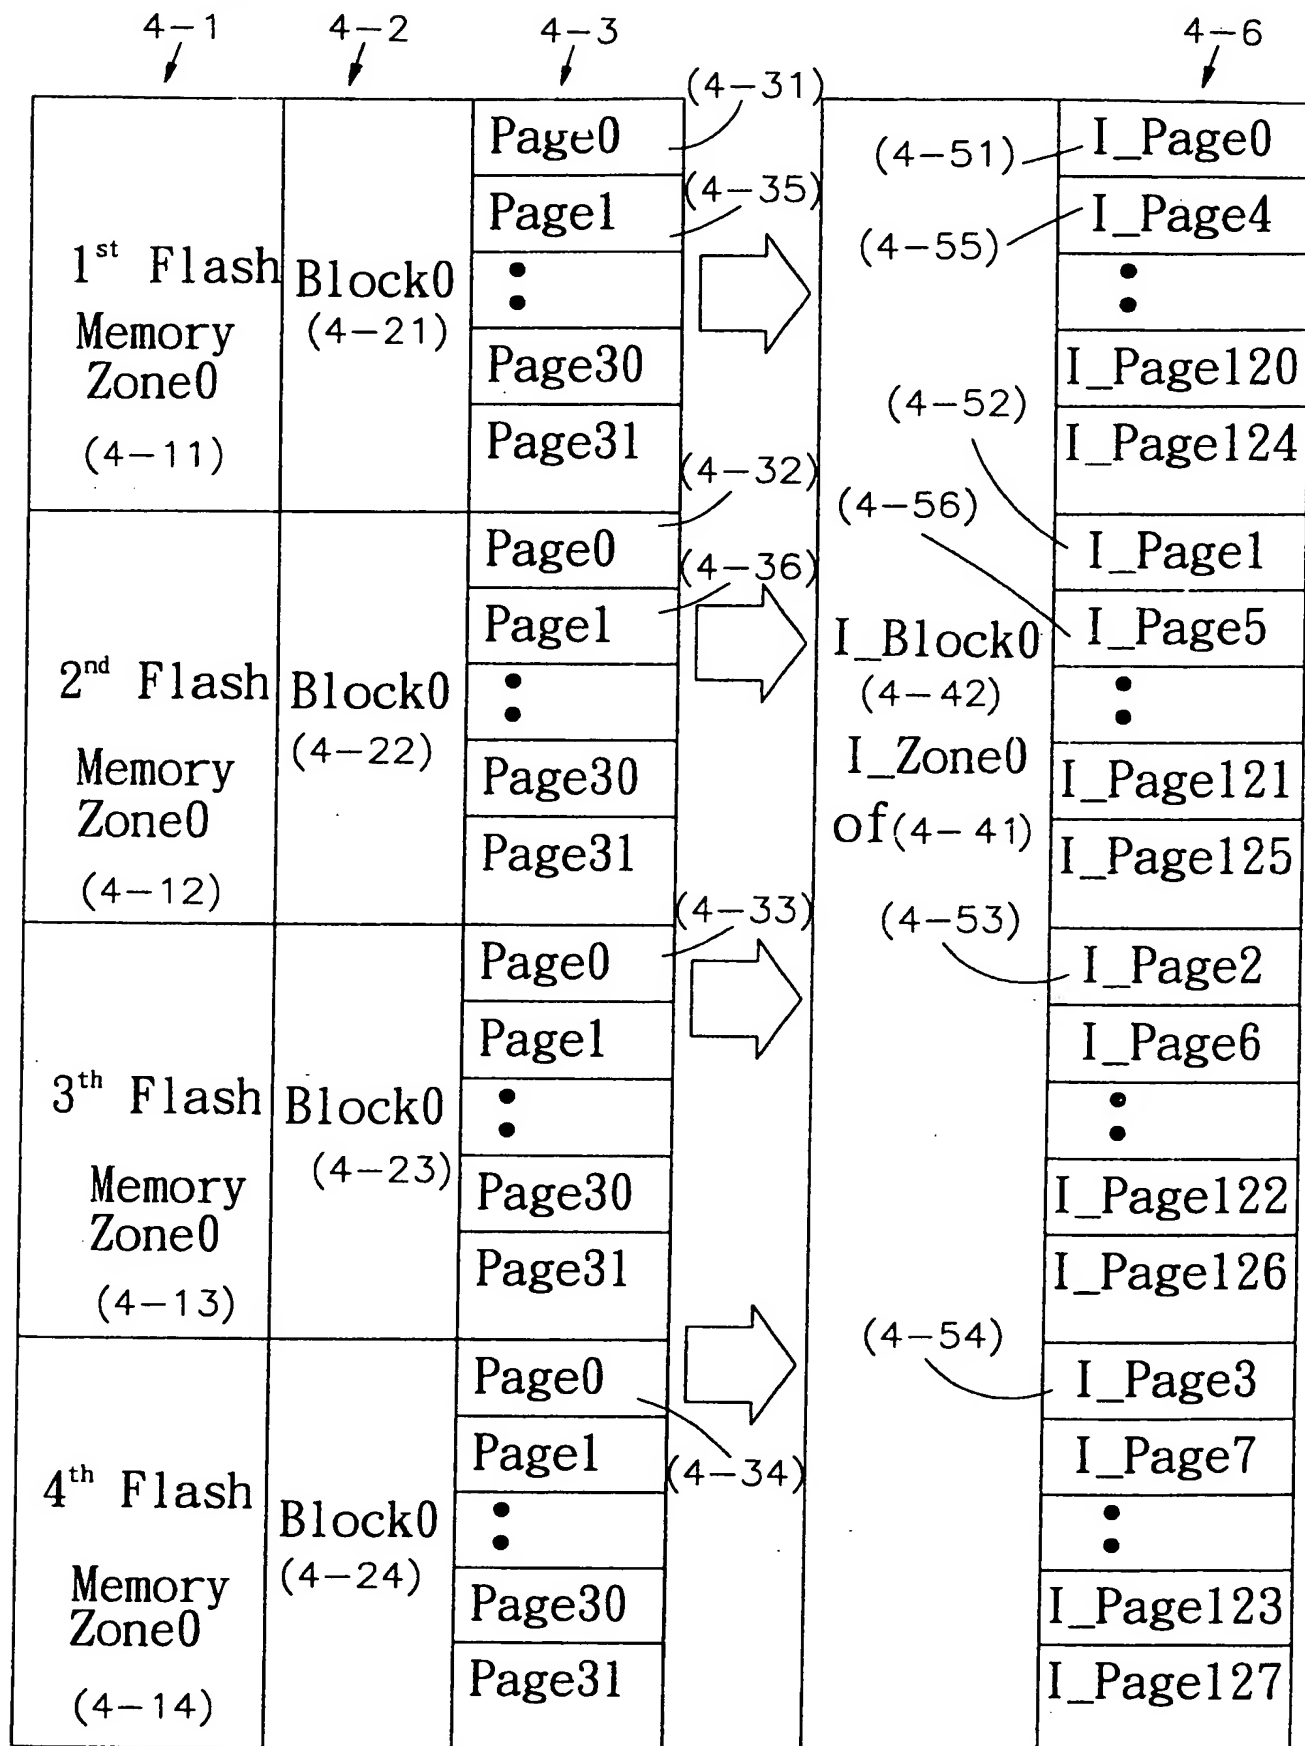 4-1 4-2 4-3 4-6
(4-31)
Page0 (4-51) I_Page0
(4-35)
Page1 (4-55) I_Page4
1st Flash Block0
Memory (4-21)
Zone0
(4-11)
Page30 I_Page120
(4-52)
Page31 I_Page124
(4-32)
(4-56)
Page0 I_Page1
(4-36)
Page1 I_Page5
I_Block0
2nd Flash Block0 (4-42)
Memory (4-22) I_Zone0
Zone0 of(4-41)
(4-12)
Page30 I_Page121
Page31 I_Page125
(4-33) (4-53)
Page0 I_Page2
Page1 I_Page6
3th Flash Block0
Memory (4-23)
Zone0
(4-13)
Page30 I_Page122
Page31 I_Page126
(4-54)
Page0 I_Page3
Page1 I_Page7
(4-34)
4th Flash Block0
Memory (4-24)
Zone0
(4-14)
Page30 I_Page123
Page31 I_Page127